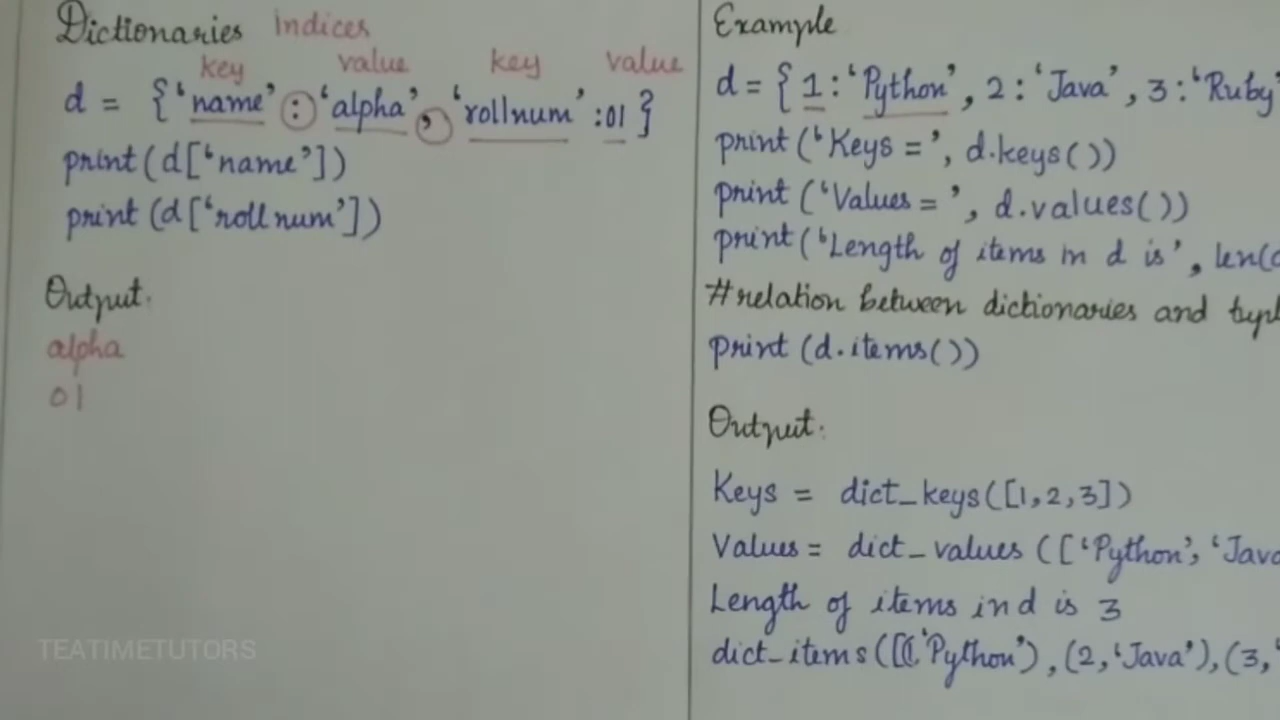 Dictionaries indices
key value key value
d = {'name' : 'alpha', 'rollnum' :01}
print(d['name'])
print (d['rollnum'])
Output:
alpha
01
TEATIMETUTORS
Example
d = { 1 : 'Python', 2 : 'Java', 3 : 'Ruby'
print ('Keys =', d.keys())
print ('Values = ', d.values())
print ('Length of items in d is', len(
#relation between dictionaries and
print (d.items())
Output:
Keys = dict_keys([1,2,3])
Values = dict_values (['Python', 'Java
Length of items in d is 3
dict_items([(, 'Python'), (2,'Java'),(3,'